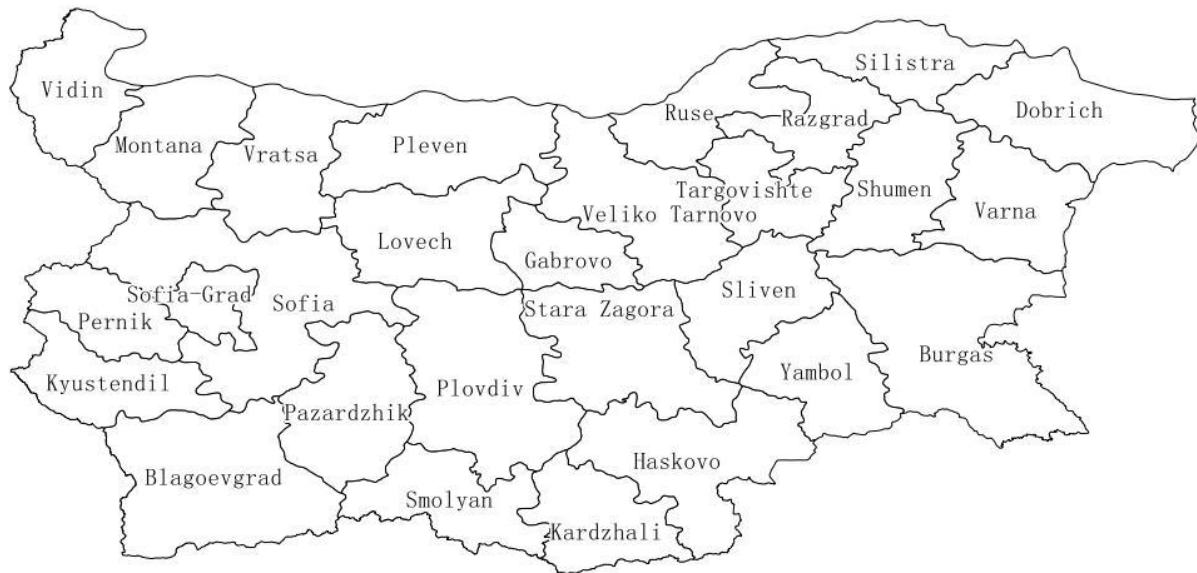 Silistra
Vidin
Dobrich
Ruse
Razgrad
Montana
Vratsa
Pleven
Targovishte
Shumen
Varna
Veliko Tarnovo
Lovech
Gabrovo
Sliven
Sofia-Grad
Sofia
Stara Zagora
Pernik
Burgas
Kyustendil
Plovdiv
Yambol
Pazardzhik
Haskovo
Blagoevgrad
Smolyan
Kardzhali